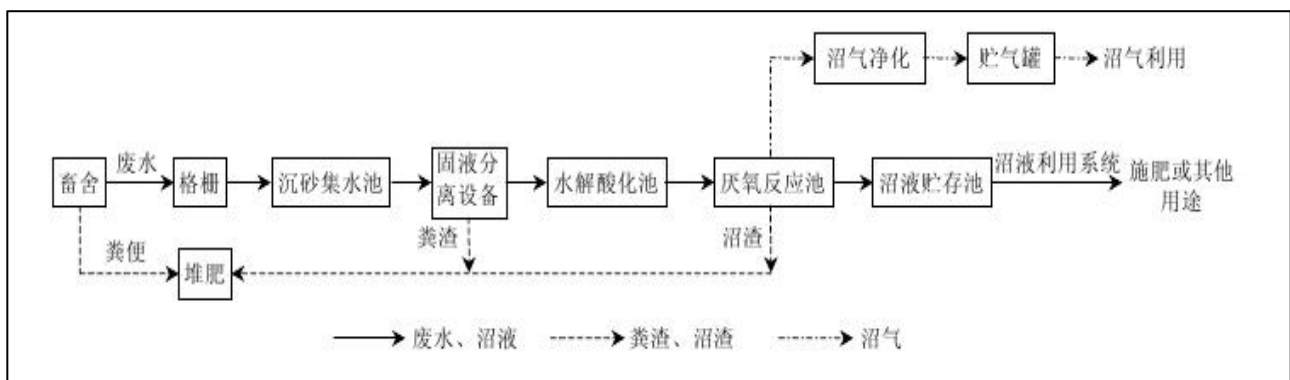 沼气净化
贮气罐
沼气利用
畜舍
废水
格栅
沉砂集水池
固液分
离设备
水解酸化池
厌氧反应池
沼液贮存池
沼液利用系统
施肥或其他
用途
粪便
堆肥
粪渣
沼渣
废水、沼液
粪渣、沼渣
沼气